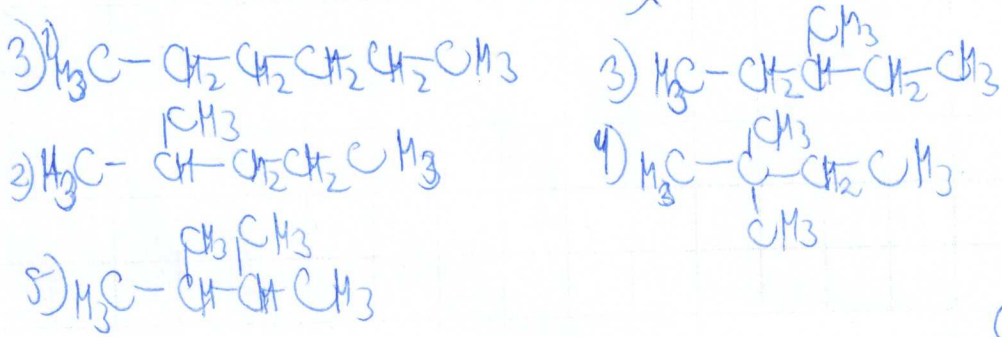 3) 1) H3C – CH2 – CH2 – CH2 – CH2 – CH3
CH3
2) H3C – CH – CH2 CH2 CH3
CH3
3) H3C – CH2 – CH – CH2 – CH3
CH3
4) H3C – C – CH2 – CH3
CH3
CH3 CH3
5) H3C – CH – CH CH3